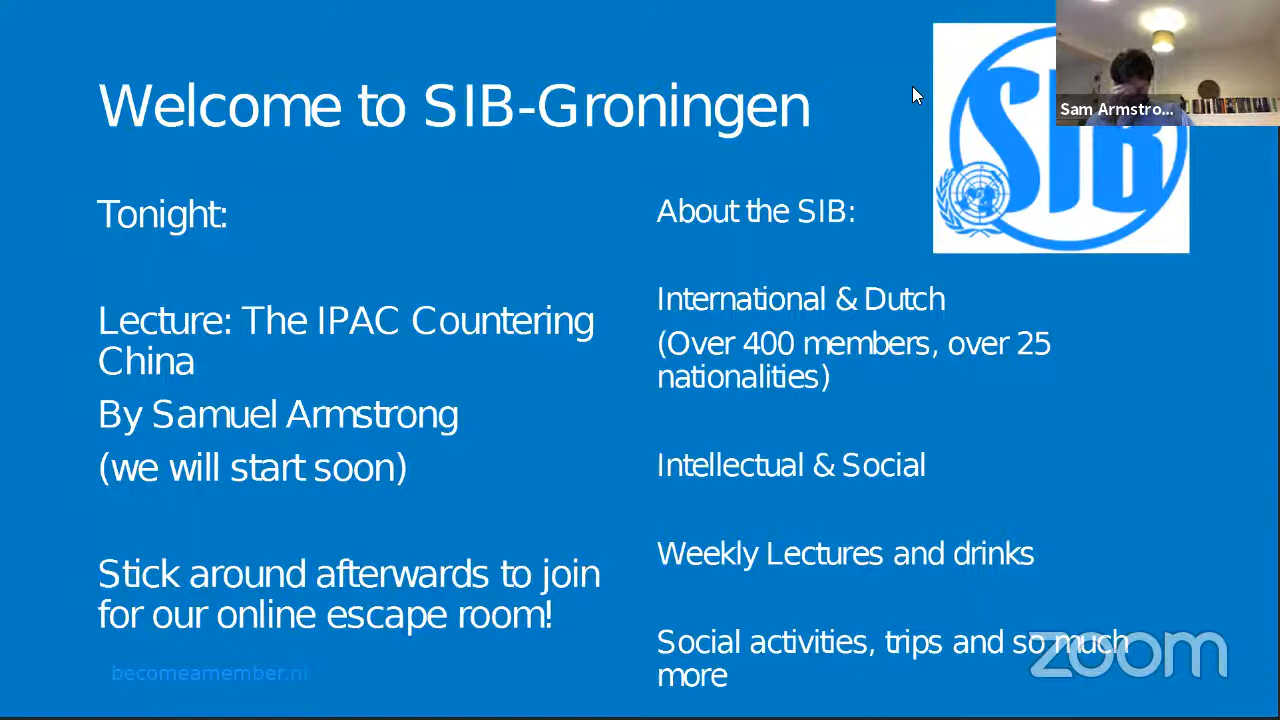 Welcome to SIB-Groningen
SIB
Sam Armstro...
Tonight:
Lecture: The IPAC Countering
China
By Samuel Armstrong
(we will start soon)
Stick around afterwards to join
for our online escape room!
becomeamember.nl
About the SIB:
International & Dutch
(Over 400 members, over 25
nationalities)
Intellectual & Social
Weekly Lectures and drinks
Social activities, trips and so much
more
zoom